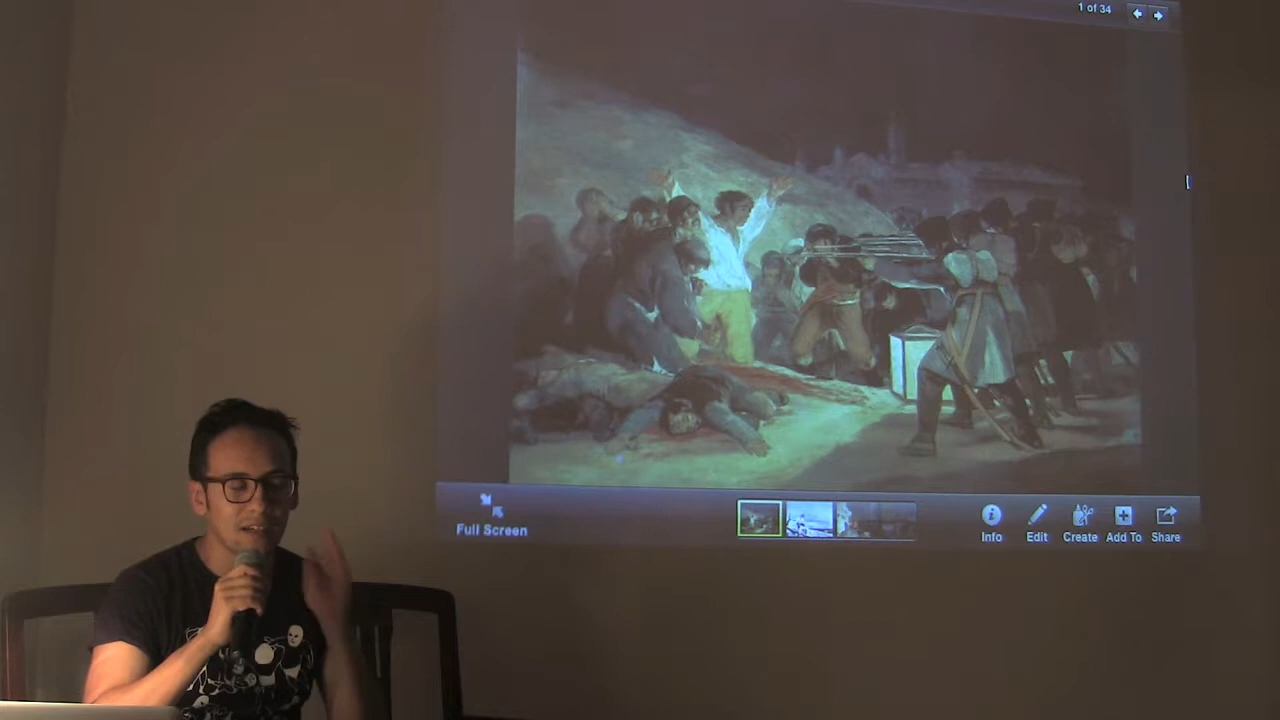 1 of 34
Full Screen
Info
Edit
Create
Add To
Share